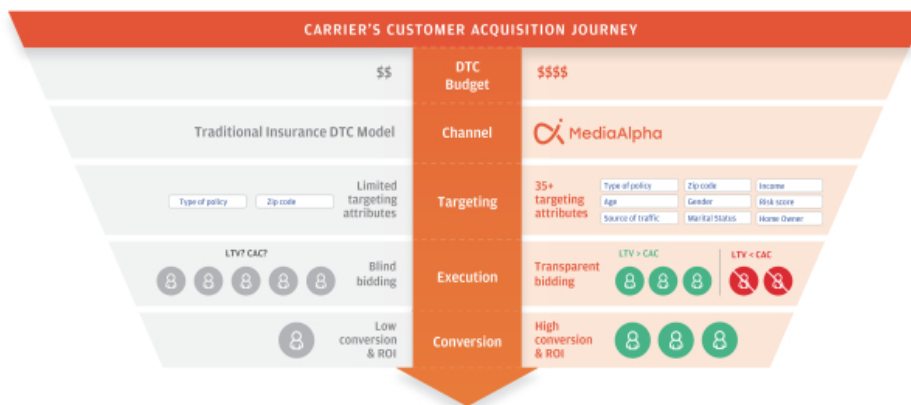 CARRIER'S CUSTOMER ACQUISITION JOURNEY
$$
DTC
Budget
$$$$
Traditional Insurance DTC Model
Channel
MediaAlpha
Type of policy
Zip code
Limited
targeting
attributes
Targeting
35+
targeting
attributes
Type of policy
Zip code
Income
Age
Gender
Risk score
Source of traffic
Marital Status
Home Owner
LTV? CAC?
Blind
bidding
Execution
Transparent
bidding
LTV > CAC
LTV < CAC
Low
conversion
& ROI
Conversion
High
conversion
& ROI